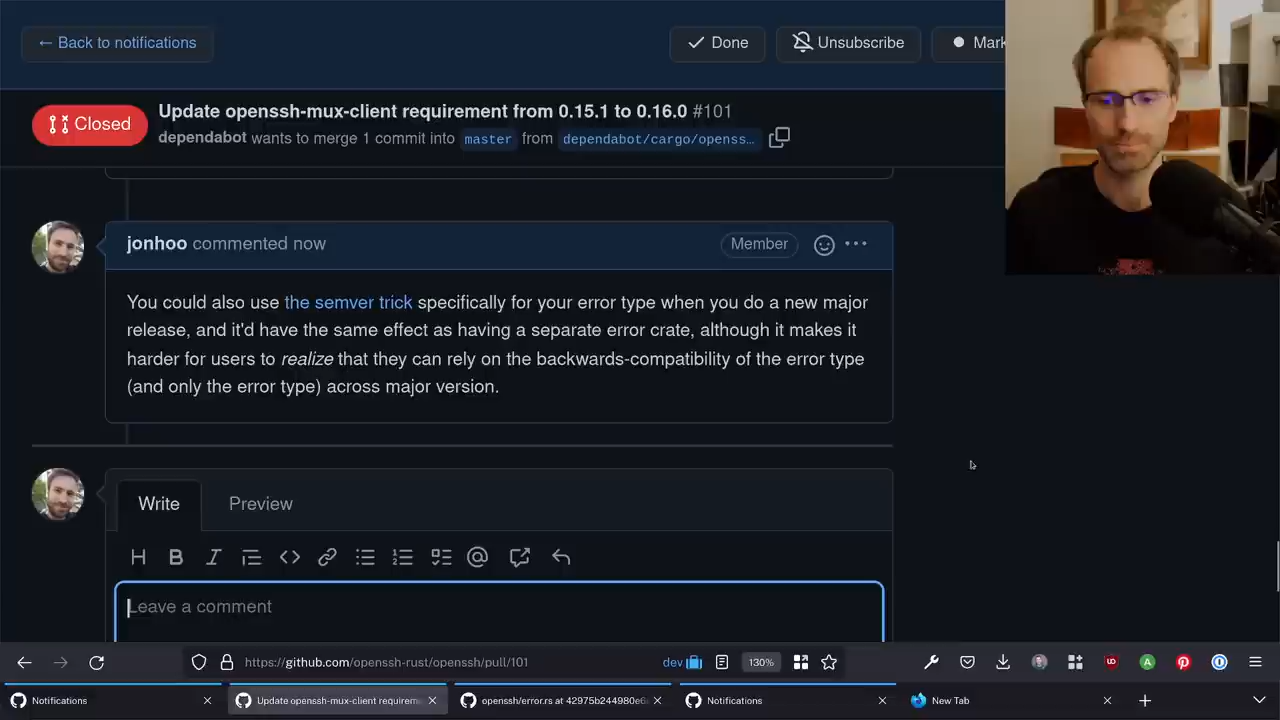 ← Back to notifications
Done
Unsubscribe
Mark
Closed
Update openssh-mux-client requirement from 0.15.1 to 0.16.0 #101
dependabot wants to merge 1 commit into master from dependabot/cargo/openss…
jonhoo commented now
Member
You could also use the semver trick specifically for your error type when you do a new major
release, and it'd have the same effect as having a separate error crate, although it makes it
harder for users to realize that they can rely on the backwards-compatibility of the error type
(and only the error type) across major version.
Write
Preview
Leave a comment
https://github.com/openssh-rust/openssh/pull/101
dev
130%
Notifications
Update openssh-mux-client requirem
openssh/error.rs at 42975b244980e6
Notifications
New Tab